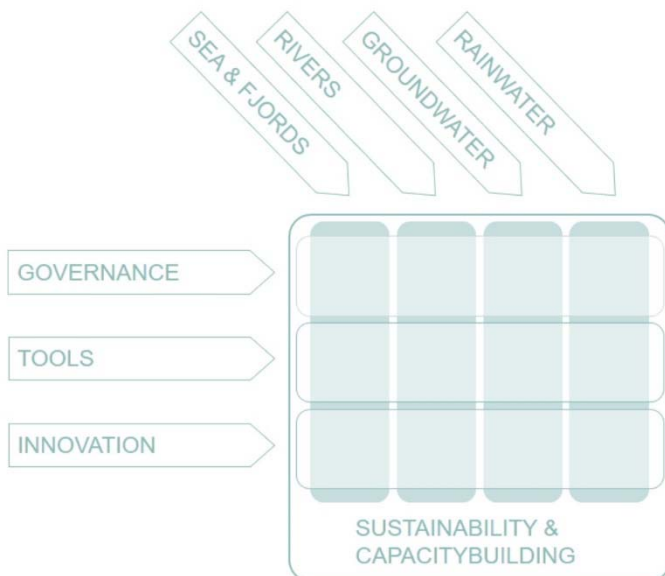 SEA & FJORDS
RIVERS
GROUNDWATER
RAINWATER
GOVERNANCE
TOOLS
INNOVATION
SUSTAINABILITY &
CAPACITYBUILDING